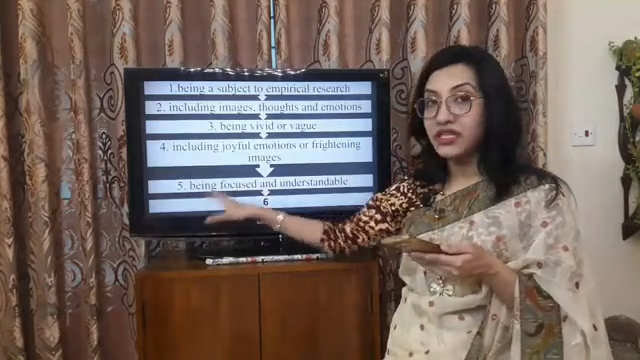 1.being a subject to empirical research
2. including images, thoughts and emotions
3. being vivid or vague
4. including joyful emotions or frightening
images
5. being focused and understandable
6